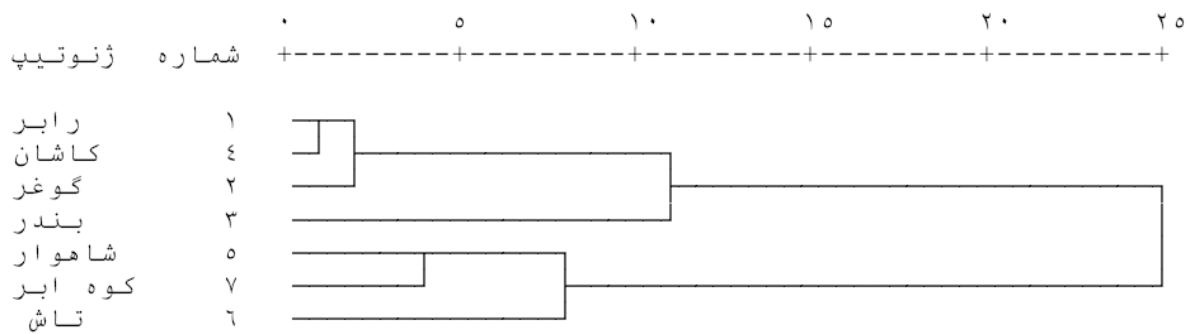 ۰ ۵ ۱۰ ۱۵ ۲۰ ۲۵
ژنوتیپ شماره
رابر ۱
کاشان ٤
گوغر ۲
بندر ۳
شاهوار ۵
کوه ابر ۷
تاش ٦